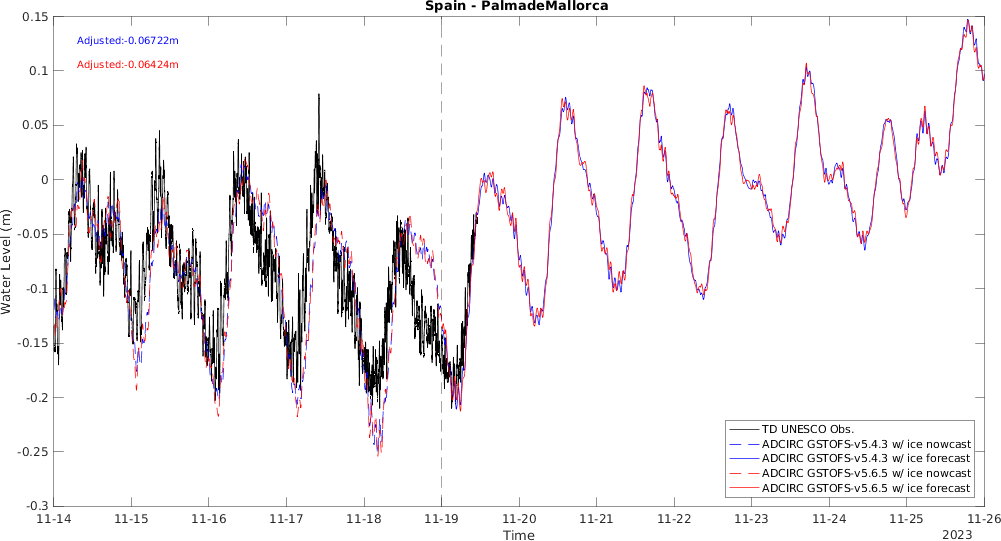 Spain - PalmadeMallorca
Adjusted:-0.06722m
Adjusted:-0.06424m
0.15
0.1
0.05
0
-0.05
-0.1
-0.15
-0.2
-0.25
-0.3
Water Level (m)
TD UNESCO Obs.
ADCIRC GSTOFS-v5.4.3 w/ ice nowcast
ADCIRC GSTOFS-v5.4.3 w/ ice forecast
ADCIRC GSTOFS-v5.6.5 w/ ice nowcast
ADCIRC GSTOFS-v5.6.5 w/ ice forecast
11-14 11-15 11-16 11-17 11-18 11-19 11-20 11-21 11-22 11-23 11-24 11-25 11-26
Time
2023